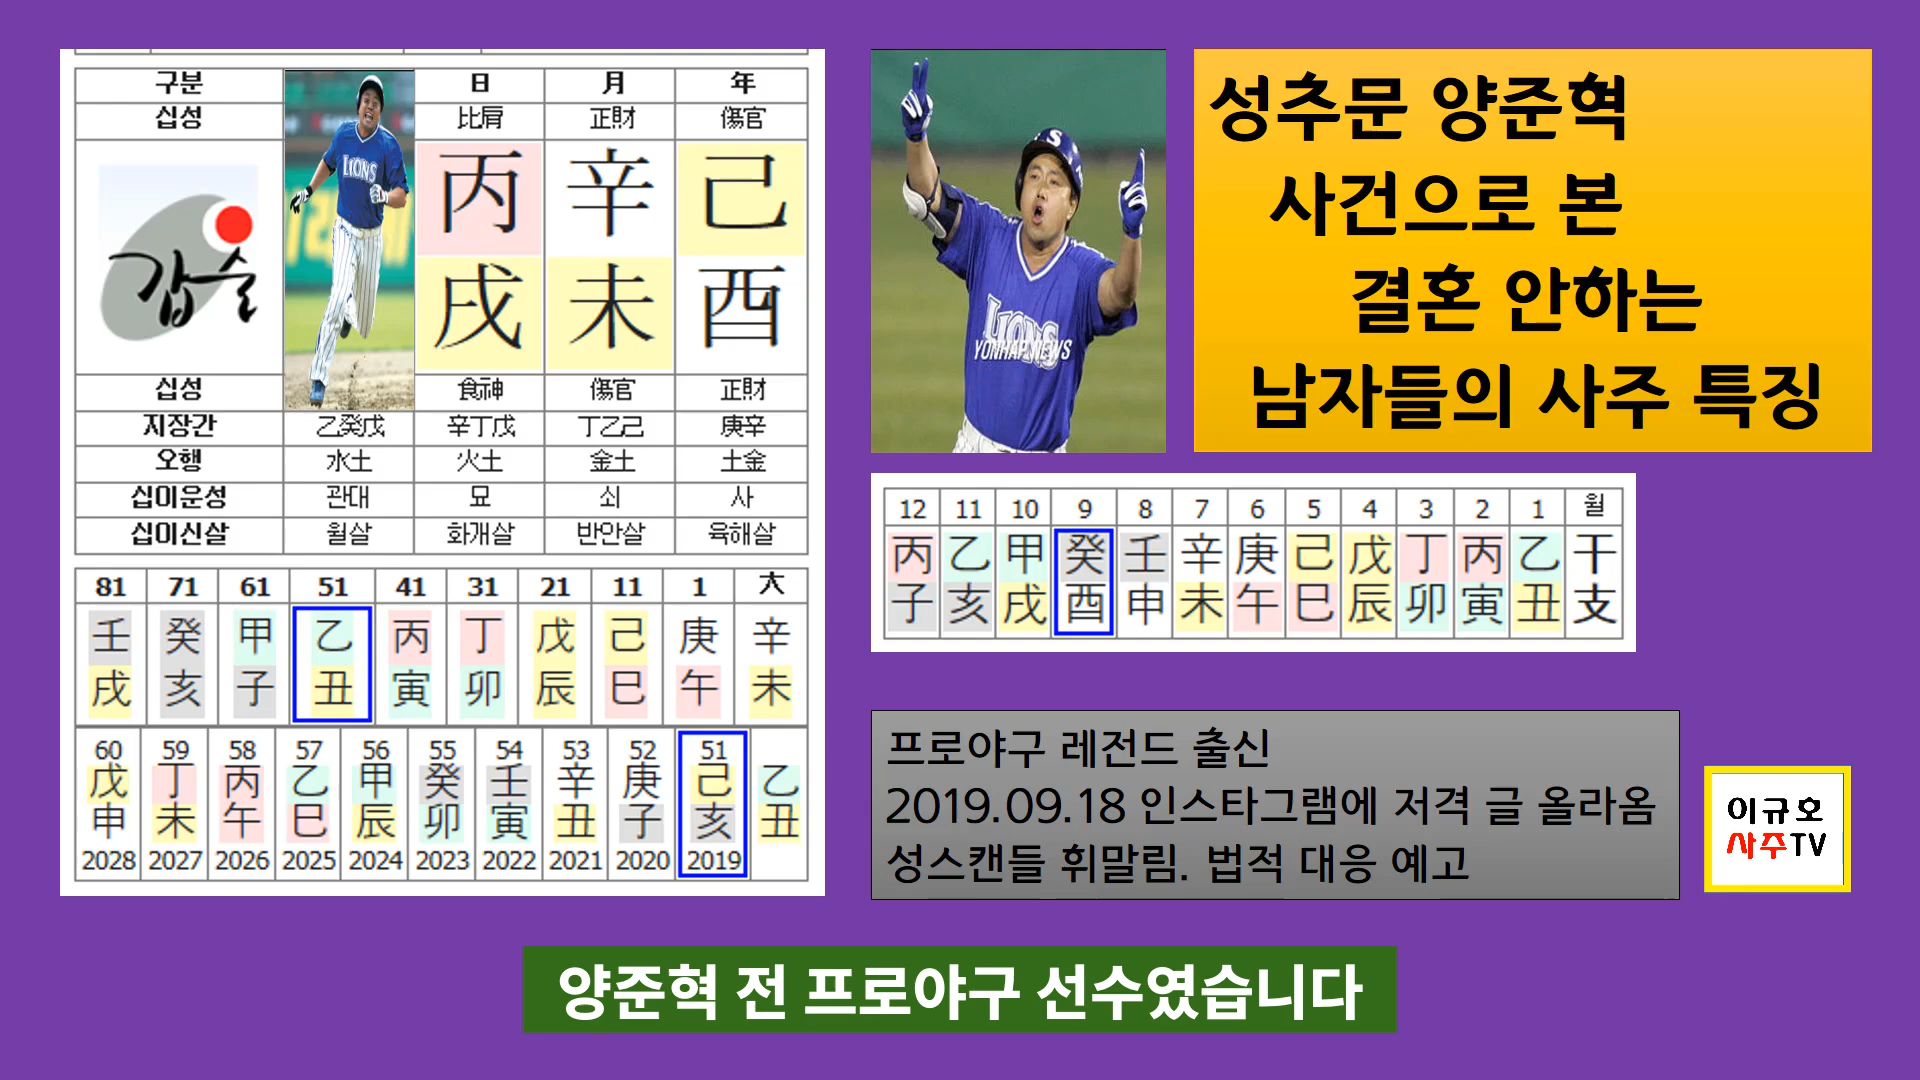 구분 日 月 年
십성 比肩 正財 傷官
丙 辛 己
戌 未 酉
갑술
LIONS
십성 食神 傷官 正財
지장간 乙癸戊 辛丁戊 丁乙己 庚辛
오행 水土 火土 金土 土金
십이운성 관대 묘 쇠 사
십이신살 월살 화개살 반안살 육해살
81 71 61 51 41 31 21 11 1 大
壬 癸 甲 乙 丙 丁 戊 己 庚 辛
戌 亥 子 丑 寅 卯 辰 巳 午 未
60 59 58 57 56 55 54 53 52 51
戊 丁 丙 乙 甲 癸 壬 辛 庚 己 乙
申 未 午 巳 辰 卯 寅 丑 子 亥 丑
2028 2027 2026 2025 2024 2023 2022 2021 2020 2019
S
LIONS
YONHAP NEWS
성추문 양준혁
사건으로 본
결혼 안하는
남자들의 사주 특징
12 11 10 9 8 7 6 5 4 3 2 1 월
丙 乙 甲 癸 壬 辛 庚 己 戊 丁 丙 乙 干
子 亥 戌 酉 申 未 午 巳 辰 卯 寅 丑 支
프로야구 레전드 출신
2019.09.18 인스타그램에 저격 글 올라옴
성스캔들 휘말림. 법적 대응 예고
이규호
사주TV
양준혁 전 프로야구 선수였습니다